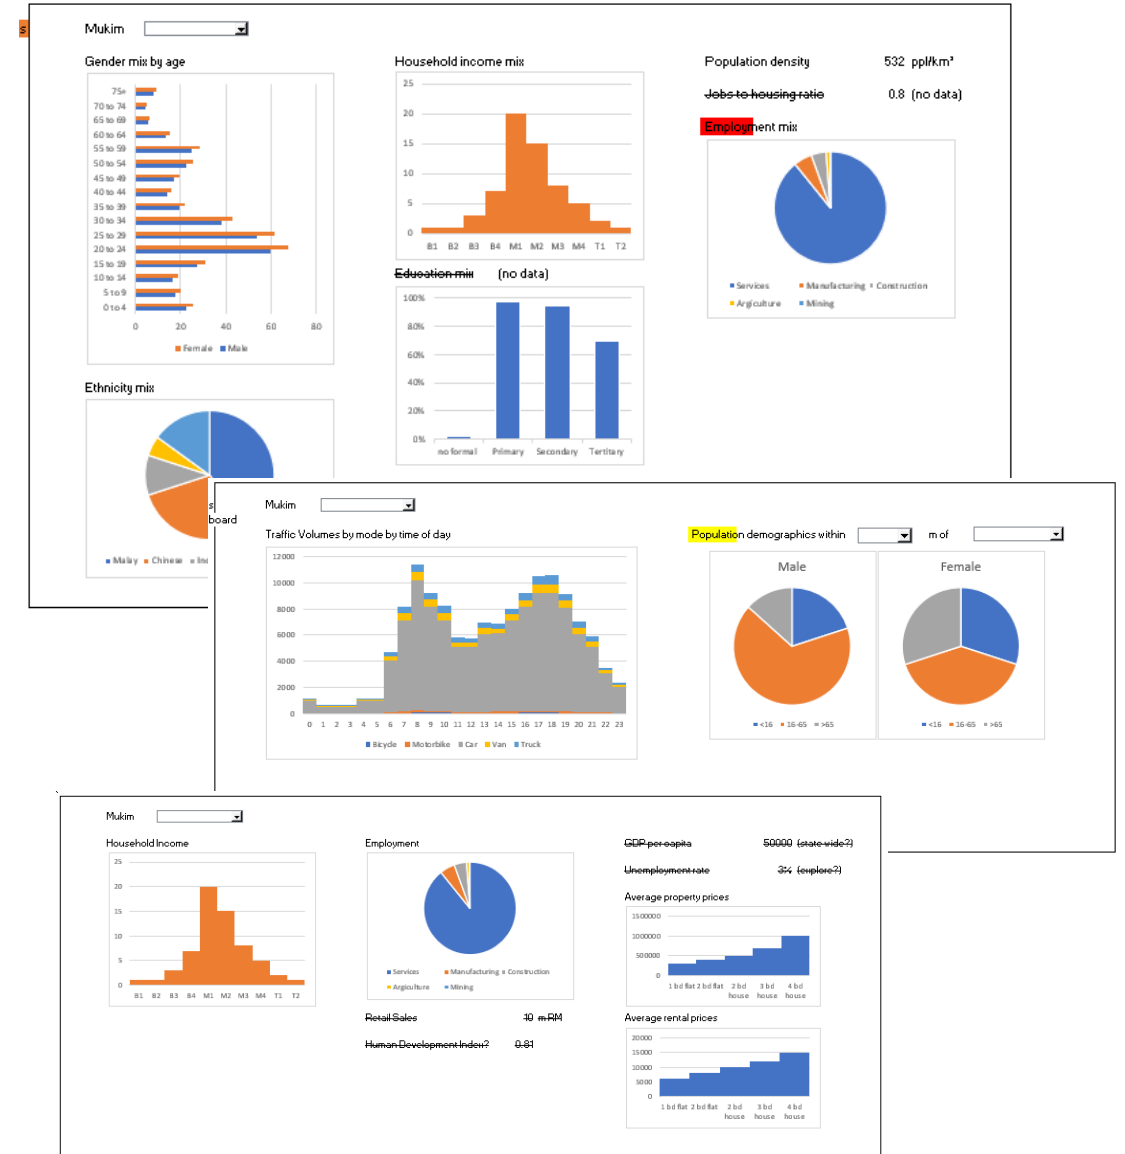 s
Mukim
Gender mix by age
75+
70 to 74
65 to 69
60 to 64
55 to 59
50 to 54
45 to 49
40 to 44
35 to 39
30 to 34
25 to 29
20 to 24
15 to 19
10 to 14
5 to 9
0 to 4
0 20 40 60 80
Female Male
Ethnicity mix
Malay Chinese Inc
Household income mix
25
20
15
10
5
0
B1 B2 B3 B4 M1 M2 M3 M4 T1 T2
Education mix (no data)
100%
80%
60%
40%
20%
0%
no formal Primary Secondary Tertitary
Population density 532 ppl/km²
Jobs to housing ratio 0.8 (no data)
Employment mix
Services Manufacturing Construction
Argiculture Mining
s
board
Mukim
Traffic Volumes by mode by time of day
12000
10000
8000
6000
4000
2000
0
0 1 2 3 4 5 6 7 8 9 10 11 12 13 14 15 16 17 18 19 20 21 22 23
Bicycle Motorbike Car Van Truck
Population demographics within m of
Male
<16 16-65 >65
Female
<16 16-65 >65
Mukim
Household Income
25
20
15
10
5
0
B1 B2 B3 B4 M1 M2 M3 M4 T1 T2
Employment
Services Manufacturing Construction
Argiculture Mining
Retail Sales 10 m RM
Human Development Index? 0.81
GDP per capita 50000 (state wide?)
Unemployment rate 3% (explore?)
Average property prices
1500000
1000000
500000
0
1 bd flat 2 bd flat 2 bd house 3 bd house 4 bd house
Average rental prices
20000
15000
10000
5000
0
1 bd flat 2 bd flat 2 bd house 3 bd house 4 bd house